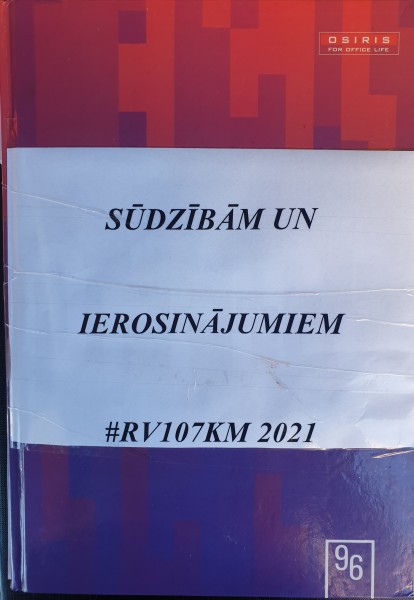 OSIRIS
FOR OFFICE LIFE
SŪDZĪBĀM UN
IEROSINĀJUMIEM
#RV107KM 2021
96